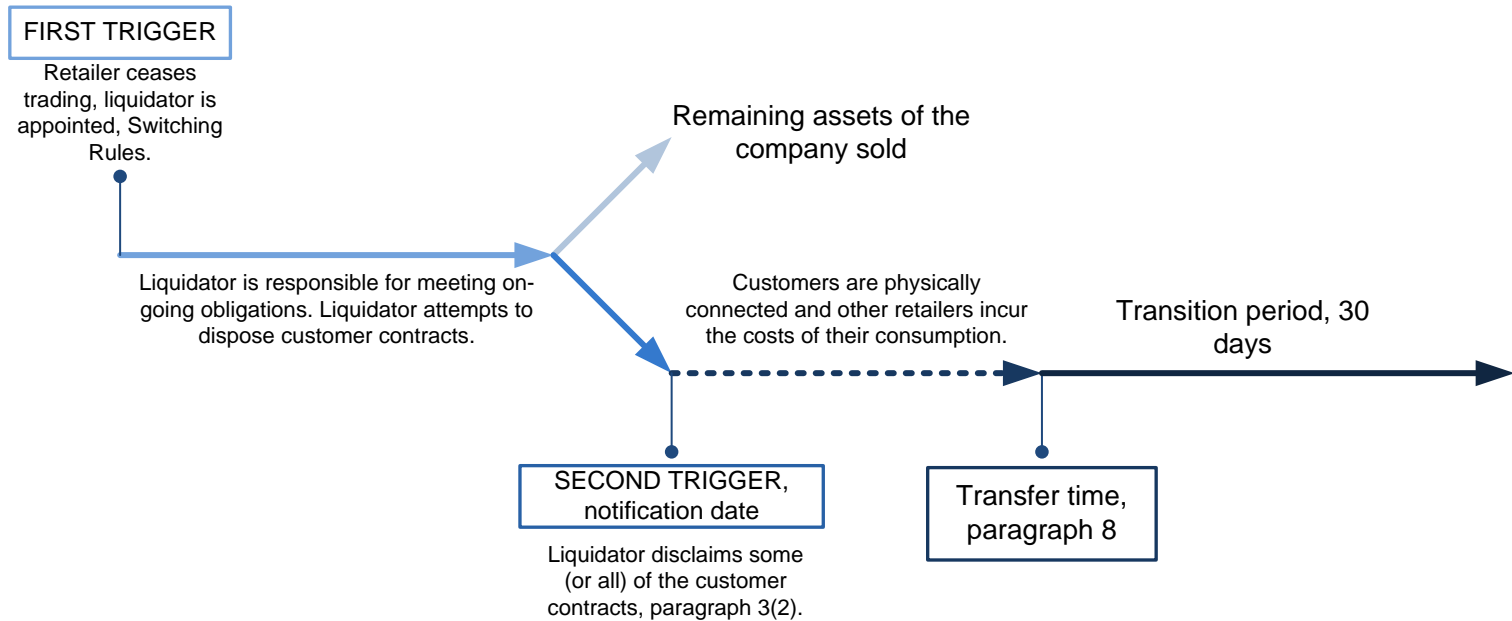 FIRST TRIGGER
Retailer ceases
trading, liquidator is
appointed, Switching
Rules.
Remaining assets of the
company sold
Liquidator is responsible for meeting on-
going obligations. Liquidator attempts to
dispose customer contracts.
Customers are physically
connected and other retailers incur
the costs of their consumption.
Transition period, 30
days
SECOND TRIGGER,
notification date
Liquidator disclaims some
(or all) of the customer
contracts, paragraph 3(2).
Transfer time,
paragraph 8